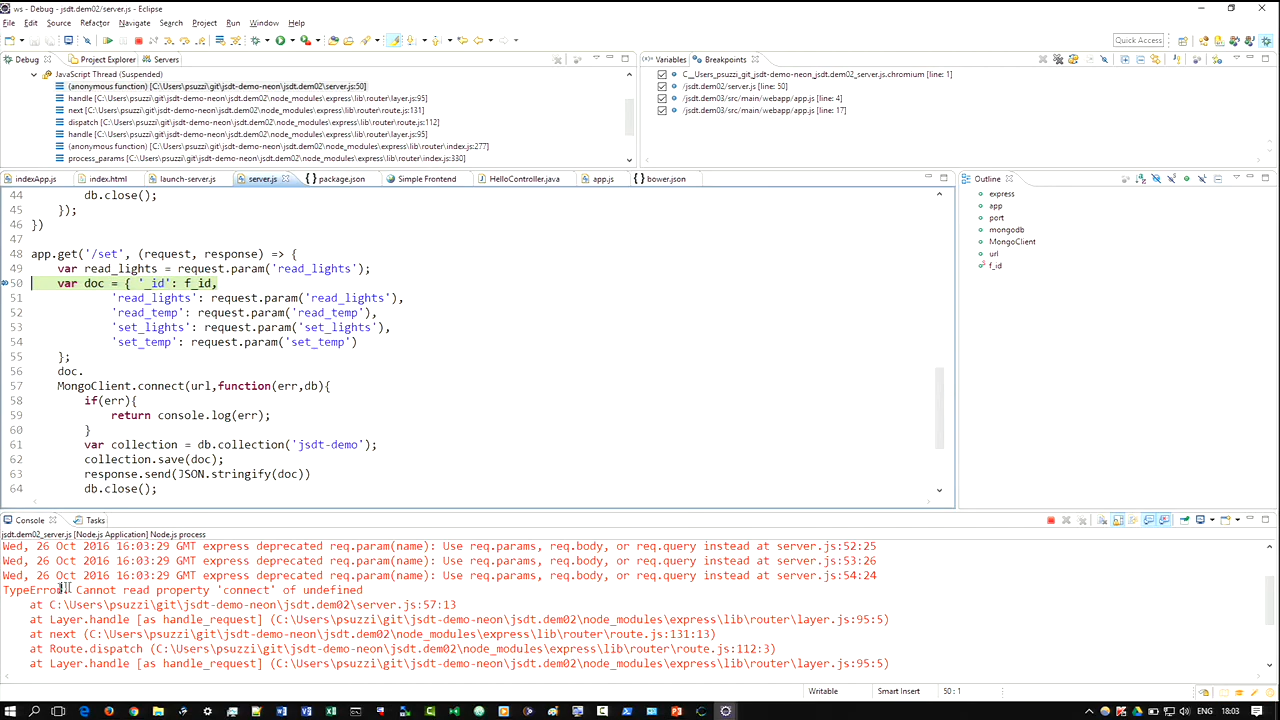 ws - Debug - jsdt.dem02/server.js - Eclipse
File Edit Source Refactor Navigate Search Project Run Window Help
Quick Access
Debug Project Explorer Servers
JavaScript Thread (Suspended)
(anonymous function) [C:\Users\psuzzi\git\jsdt-demo-neon\jsdt.dem02\server.js:50]
handle [C:\Users\psuzzi\git\jsdt-demo-neon\jsdt.dem02\node_modules\express\lib\router\layer.js:95]
next [C:\Users\psuzzi\git\jsdt-demo-neon\jsdt.dem02\node_modules\express\lib\router\route.js:131]
dispatch [C:\Users\psuzzi\git\jsdt-demo-neon\jsdt.dem02\node_modules\express\lib\router\route.js:112]
handle [C:\Users\psuzzi\git\jsdt-demo-neon\jsdt.dem02\node_modules\express\lib\router\layer.js:95]
(anonymous function) [C:\Users\psuzzi\git\jsdt-demo-neon\jsdt.dem02\node_modules\express\lib\router\index.js:277]
process_params [C:\Users\psuzzi\git\jsdt-demo-neon\jsdt.dem02\node_modules\express\lib\router\index.js:330]
Variables Breakpoints
C__Users_psuzzi_git_jsdt-demo-neon_jsdt.dem02_server.js.chromium [line: 1]
/jsdt.dem02/server.js [line: 50]
/jsdt.dem03/src/main/webapp/app.js [line: 4]
/jsdt.dem03/src/main/webapp/app.js [line: 17]
indexApp.js index.html launch-server.js server.js package.json Simple Frontend HelloController.java app.js bower.json
44 db.close();
45 });
46 })
47
48 app.get('/set', (request, response) => {
49 var read_lights = request.param('read_lights');
50 var doc = { '_id': f_id,
51 'read_lights': request.param('read_lights'),
52 'read_temp': request.param('read_temp'),
53 'set_lights': request.param('set_lights'),
54 'set_temp': request.param('set_temp')
55 };
56 doc.
57 MongoClient.connect(url,function(err,db){
58 if(err){
59 return console.log(err);
60 }
61 var collection = db.collection('jsdt-demo');
62 collection.save(doc);
63 response.send(JSON.stringify(doc))
64 db.close();
Outline
express
app
port
mongodb
MongoClient
url
f_id
Console Tasks
jsdt.dem02_server.js [Node.js Application] Node.js process
Wed, 26 Oct 2016 16:03:29 GMT express deprecated req.param(name): Use req.params, req.body, or req.query instead at server.js:52:25
Wed, 26 Oct 2016 16:03:29 GMT express deprecated req.param(name): Use req.params, req.body, or req.query instead at server.js:53:26
Wed, 26 Oct 2016 16:03:29 GMT express deprecated req.param(name): Use req.params, req.body, or req.query instead at server.js:54:24
TypeError: Cannot read property 'connect' of undefined
at C:\Users\psuzzi\git\jsdt-demo-neon\jsdt.dem02\server.js:57:13
at Layer.handle [as handle_request] (C:\Users\psuzzi\git\jsdt-demo-neon\jsdt.dem02\node_modules\express\lib\router\layer.js:95:5)
at next (C:\Users\psuzzi\git\jsdt-demo-neon\jsdt.dem02\node_modules\express\lib\router\route.js:131:13)
at Route.dispatch (C:\Users\psuzzi\git\jsdt-demo-neon\jsdt.dem02\node_modules\express\lib\router\route.js:112:3)
at Layer.handle [as handle_request] (C:\Users\psuzzi\git\jsdt-demo-neon\jsdt.dem02\node_modules\express\lib\router\layer.js:95:5)
Writable Smart Insert 50 : 1
ENG 18:03